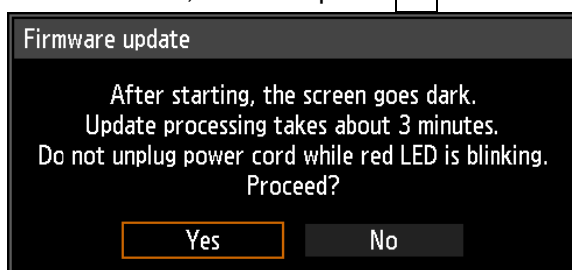 Firmware update
After starting, the screen goes dark.
Update processing takes about 3 minutes.
Do not unplug power cord while red LED is blinking.
Proceed?
Yes No